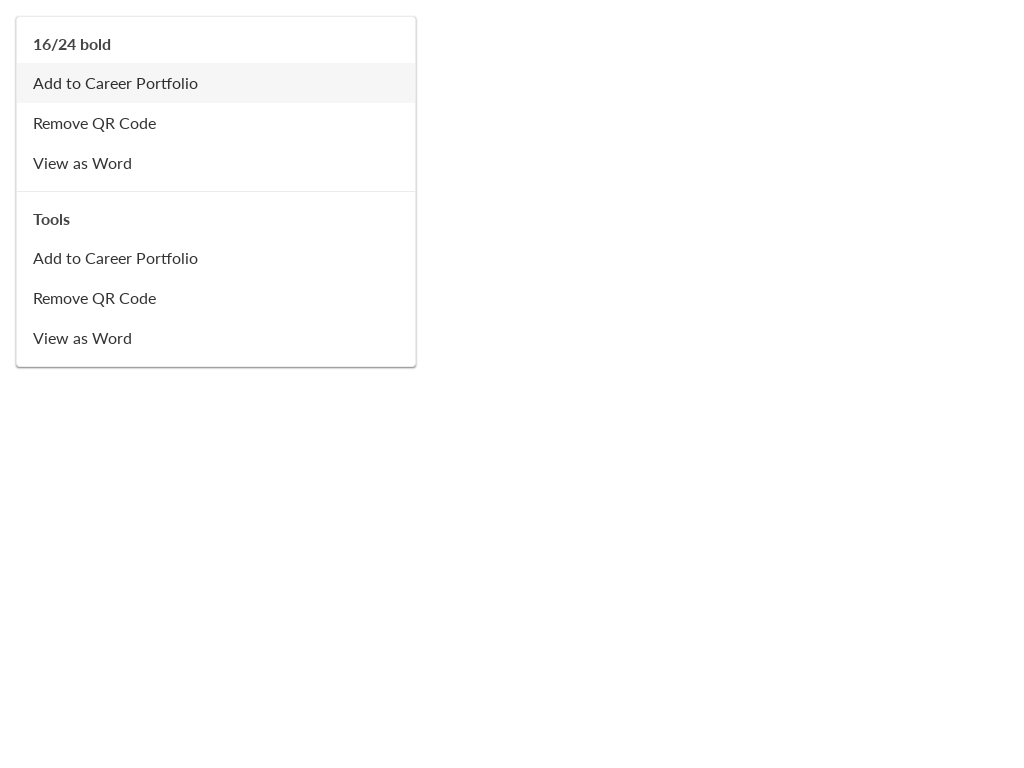 16/24 bold
Add to Career Portfolio
Remove QR Code
View as Word
Tools
Add to Career Portfolio
Remove QR Code
View as Word